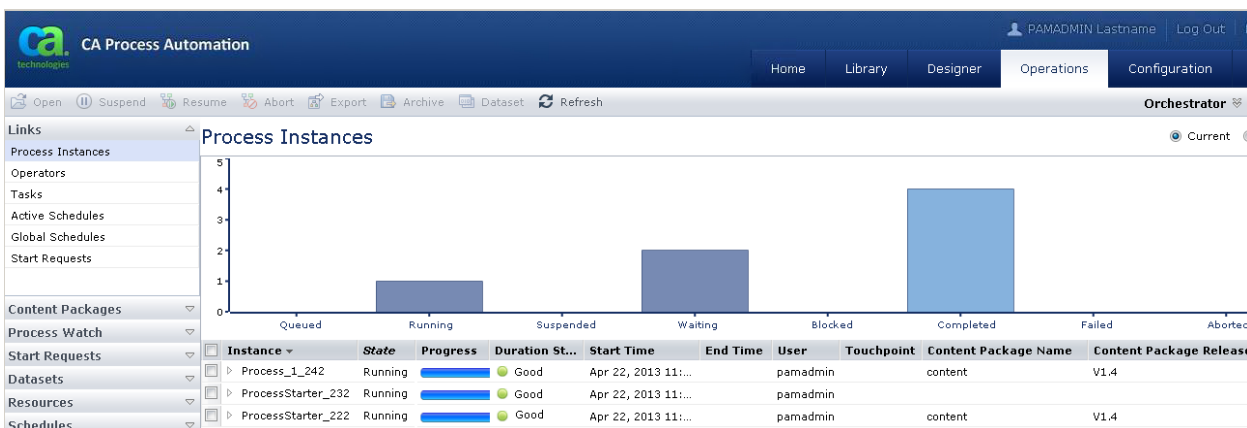 ca. technologies
CA Process Automation
PAMADMIN Lastname Log Out
Home Library Designer Operations Configuration
Open Suspend Resume Abort Export Archive Dataset Refresh
Orchestrator
Links
Process Instances
Operators
Tasks
Active Schedules
Global Schedules
Start Requests
Content Packages
Process Watch
Start Requests
Datasets
Resources
Schedules
Process Instances
Current
5
4
3
2
1
0
Queued Running Suspended Waiting Blocked Completed Failed Aborted
Instance State Progress Duration St... Start Time End Time User Touchpoint Content Package Name Content Package Release
Process_1_242 Running Good Apr 22, 2013 11:... pamadmin content V1.4
ProcessStarter_232 Running Good Apr 22, 2013 11:... pamadmin
ProcessStarter_222 Running Good Apr 22, 2013 11:... pamadmin content V1.4